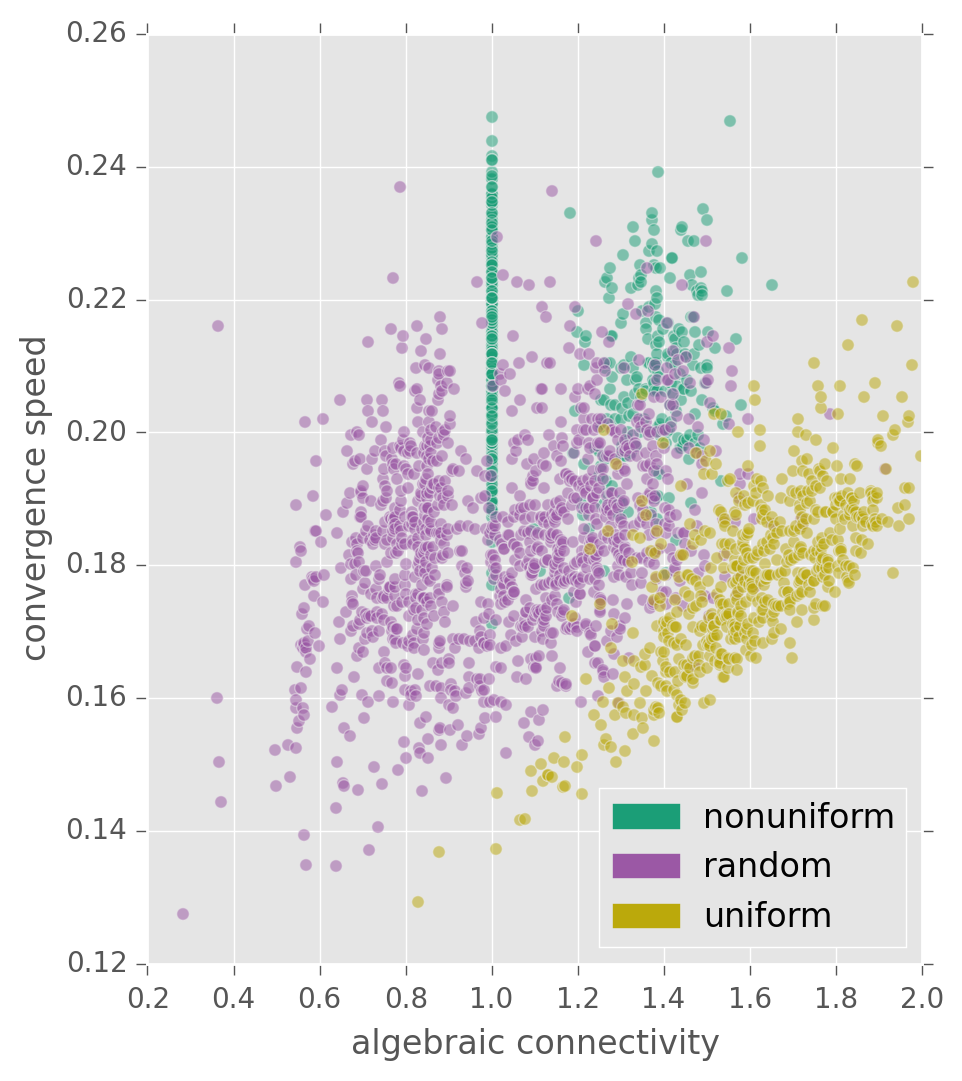 0.26
0.24
0.22
0.20
0.18
0.16
0.14
0.12
convergence speed
nonuniform
random
uniform
0.2 0.4 0.6 0.8 1.0 1.2 1.4 1.6 1.8 2.0
algebraic connectivity